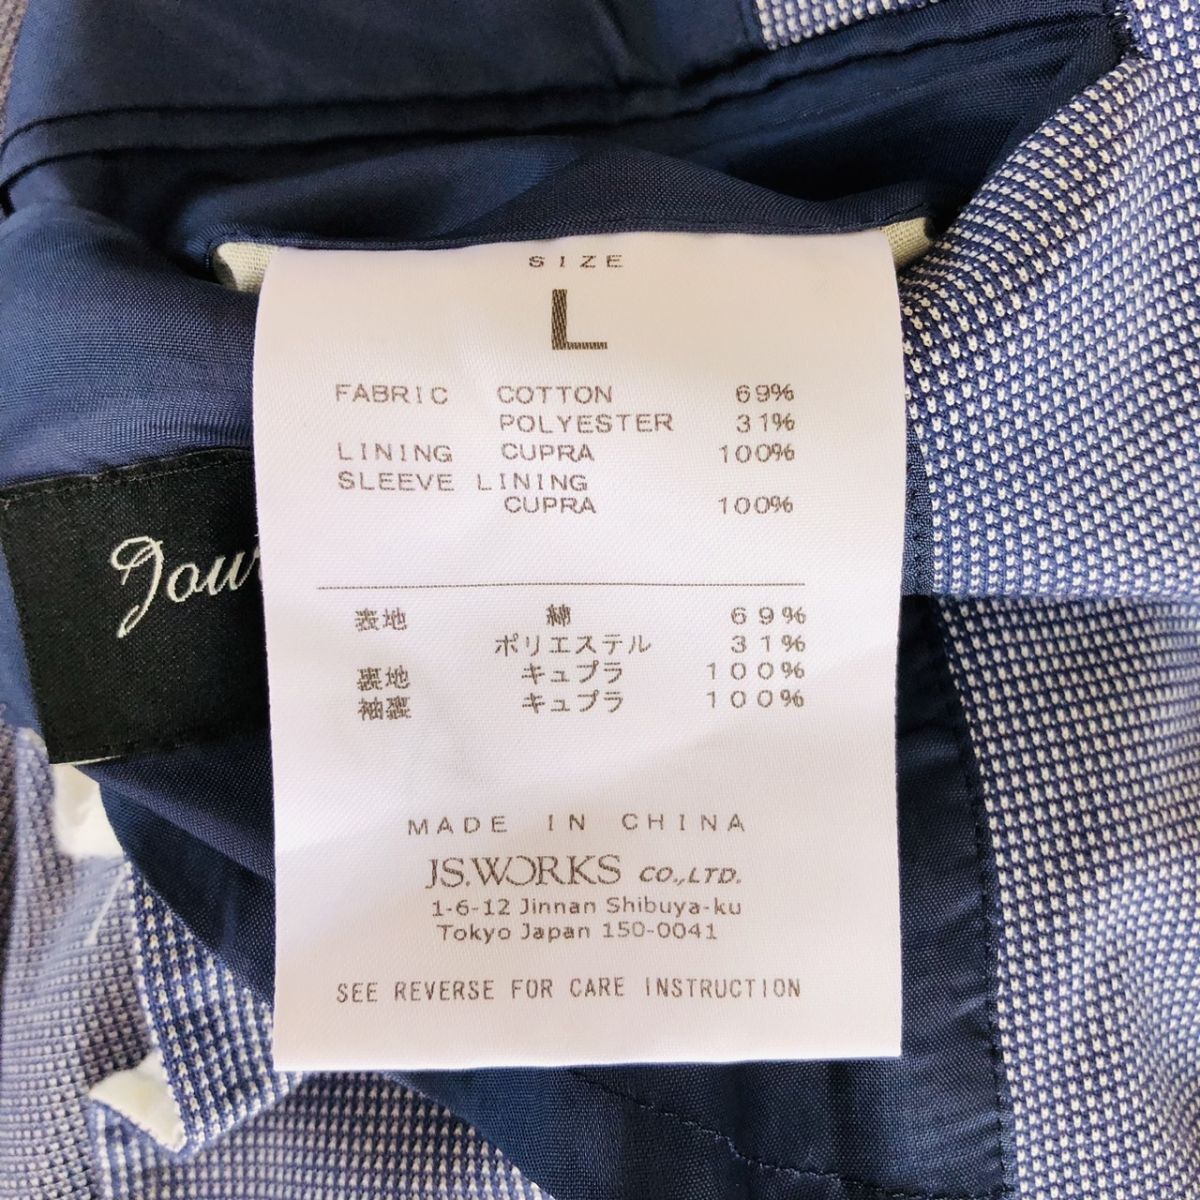 SIZE
L
FABRIC COTTON 69%
POLYESTER 31%
LINING CUPRA 100%
SLEEVE LINING
CUPRA 100%
Jour
表地 綿 69%
ポリエステル 31%
裏地 キュプラ 100%
袖裏 キュプラ 100%
MADE IN CHINA
JS.WORKS CO.,LTD.
1-6-12 Jinnan Shibuya-ku
Tokyo Japan 150-0041
SEE REVERSE FOR CARE INSTRUCTION